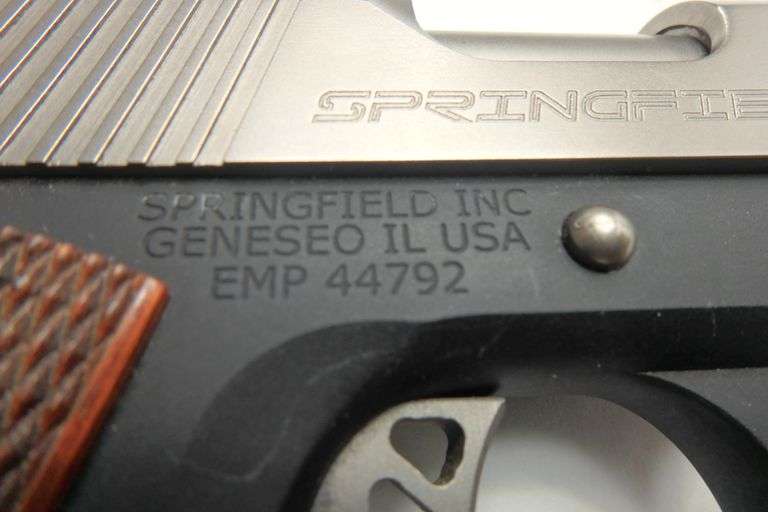 SPRINGFIE
SPRINGFIELD INC
GENESEO IL USA
EMP 44792